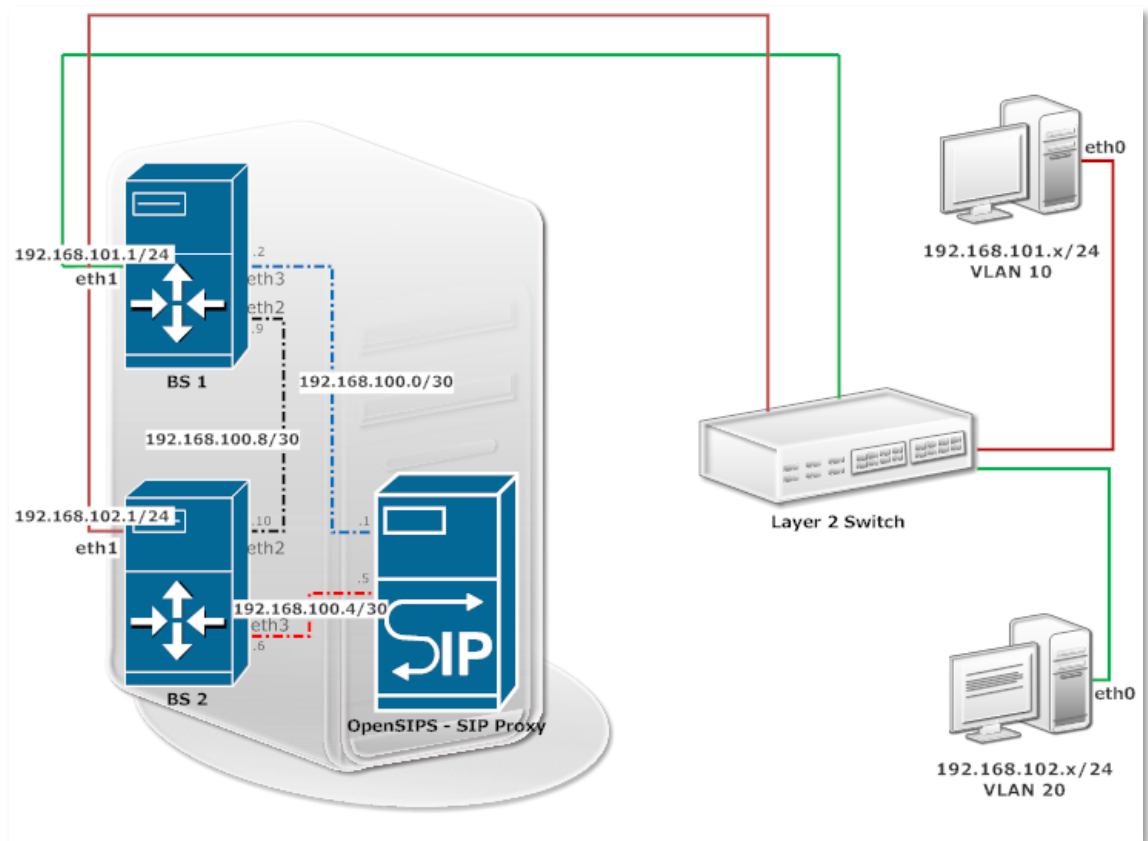 eth0
192.168.101.x/24
VLAN 10
192.168.101.1/24
eth1
.2
eth3
eth2
.9
BS 1
192.168.100.0/30
192.168.100.8/30
192.168.102.1/24
eth1
.10
eth2
.1
.5
192.168.100.4/30
eth3
.6
BS 2
SIP
OpenSIPS - SIP Proxy
Layer 2 Switch
eth0
192.168.102.x/24
VLAN 20